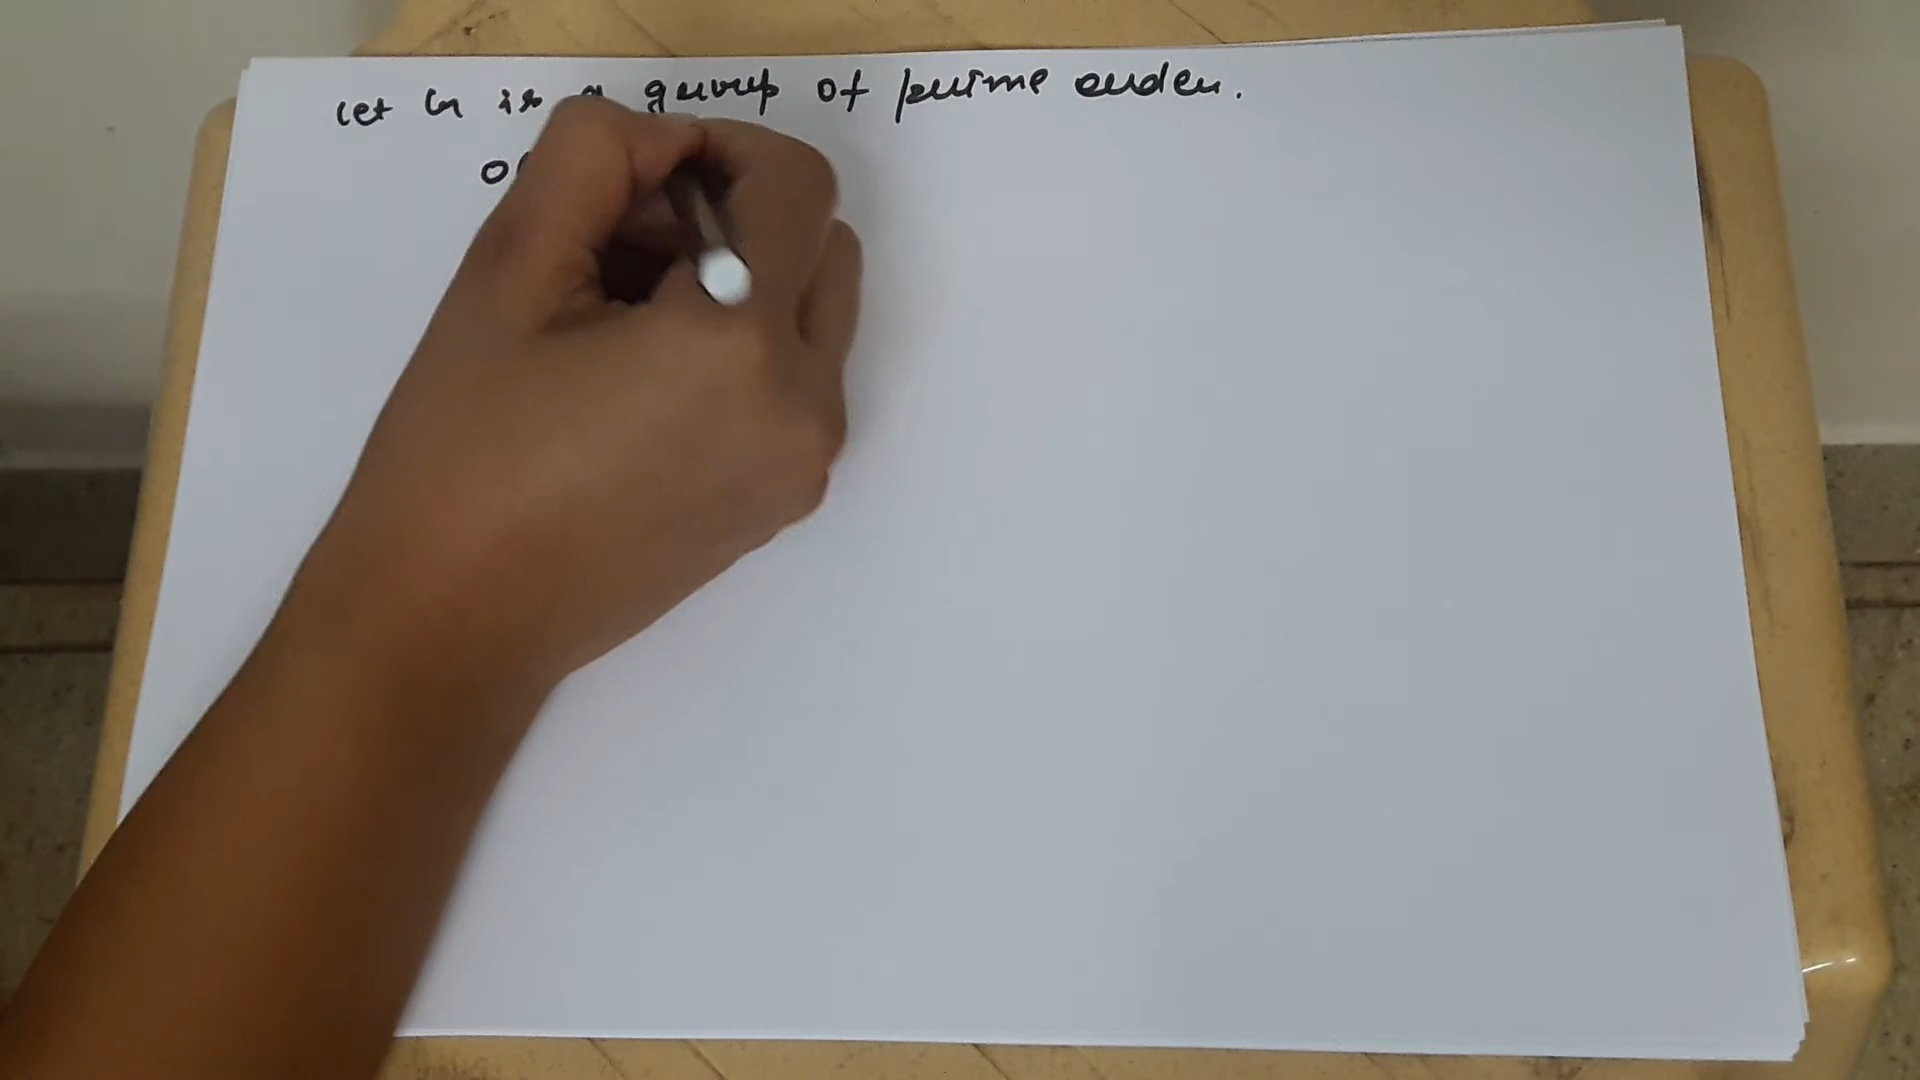 let G is a group of prime order.
o(